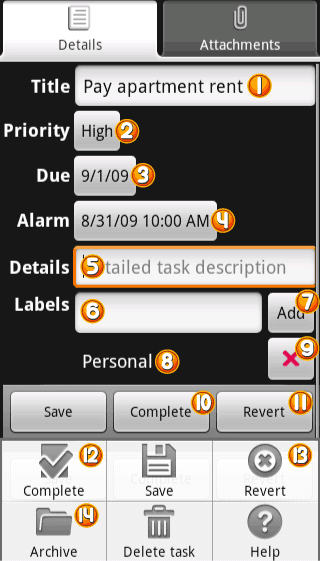 Details
Attachments
Title Pay apartment rent 1
Priority High 2
Due 9/1/09 3
Alarm 8/31/09 10:00 AM 4
Details 5 tailed task description
Labels 6 Add 7
Personal 8 9
Save Complete 10 Revert 11
12 13
Complete Save Revert
14
Archive Delete task Help